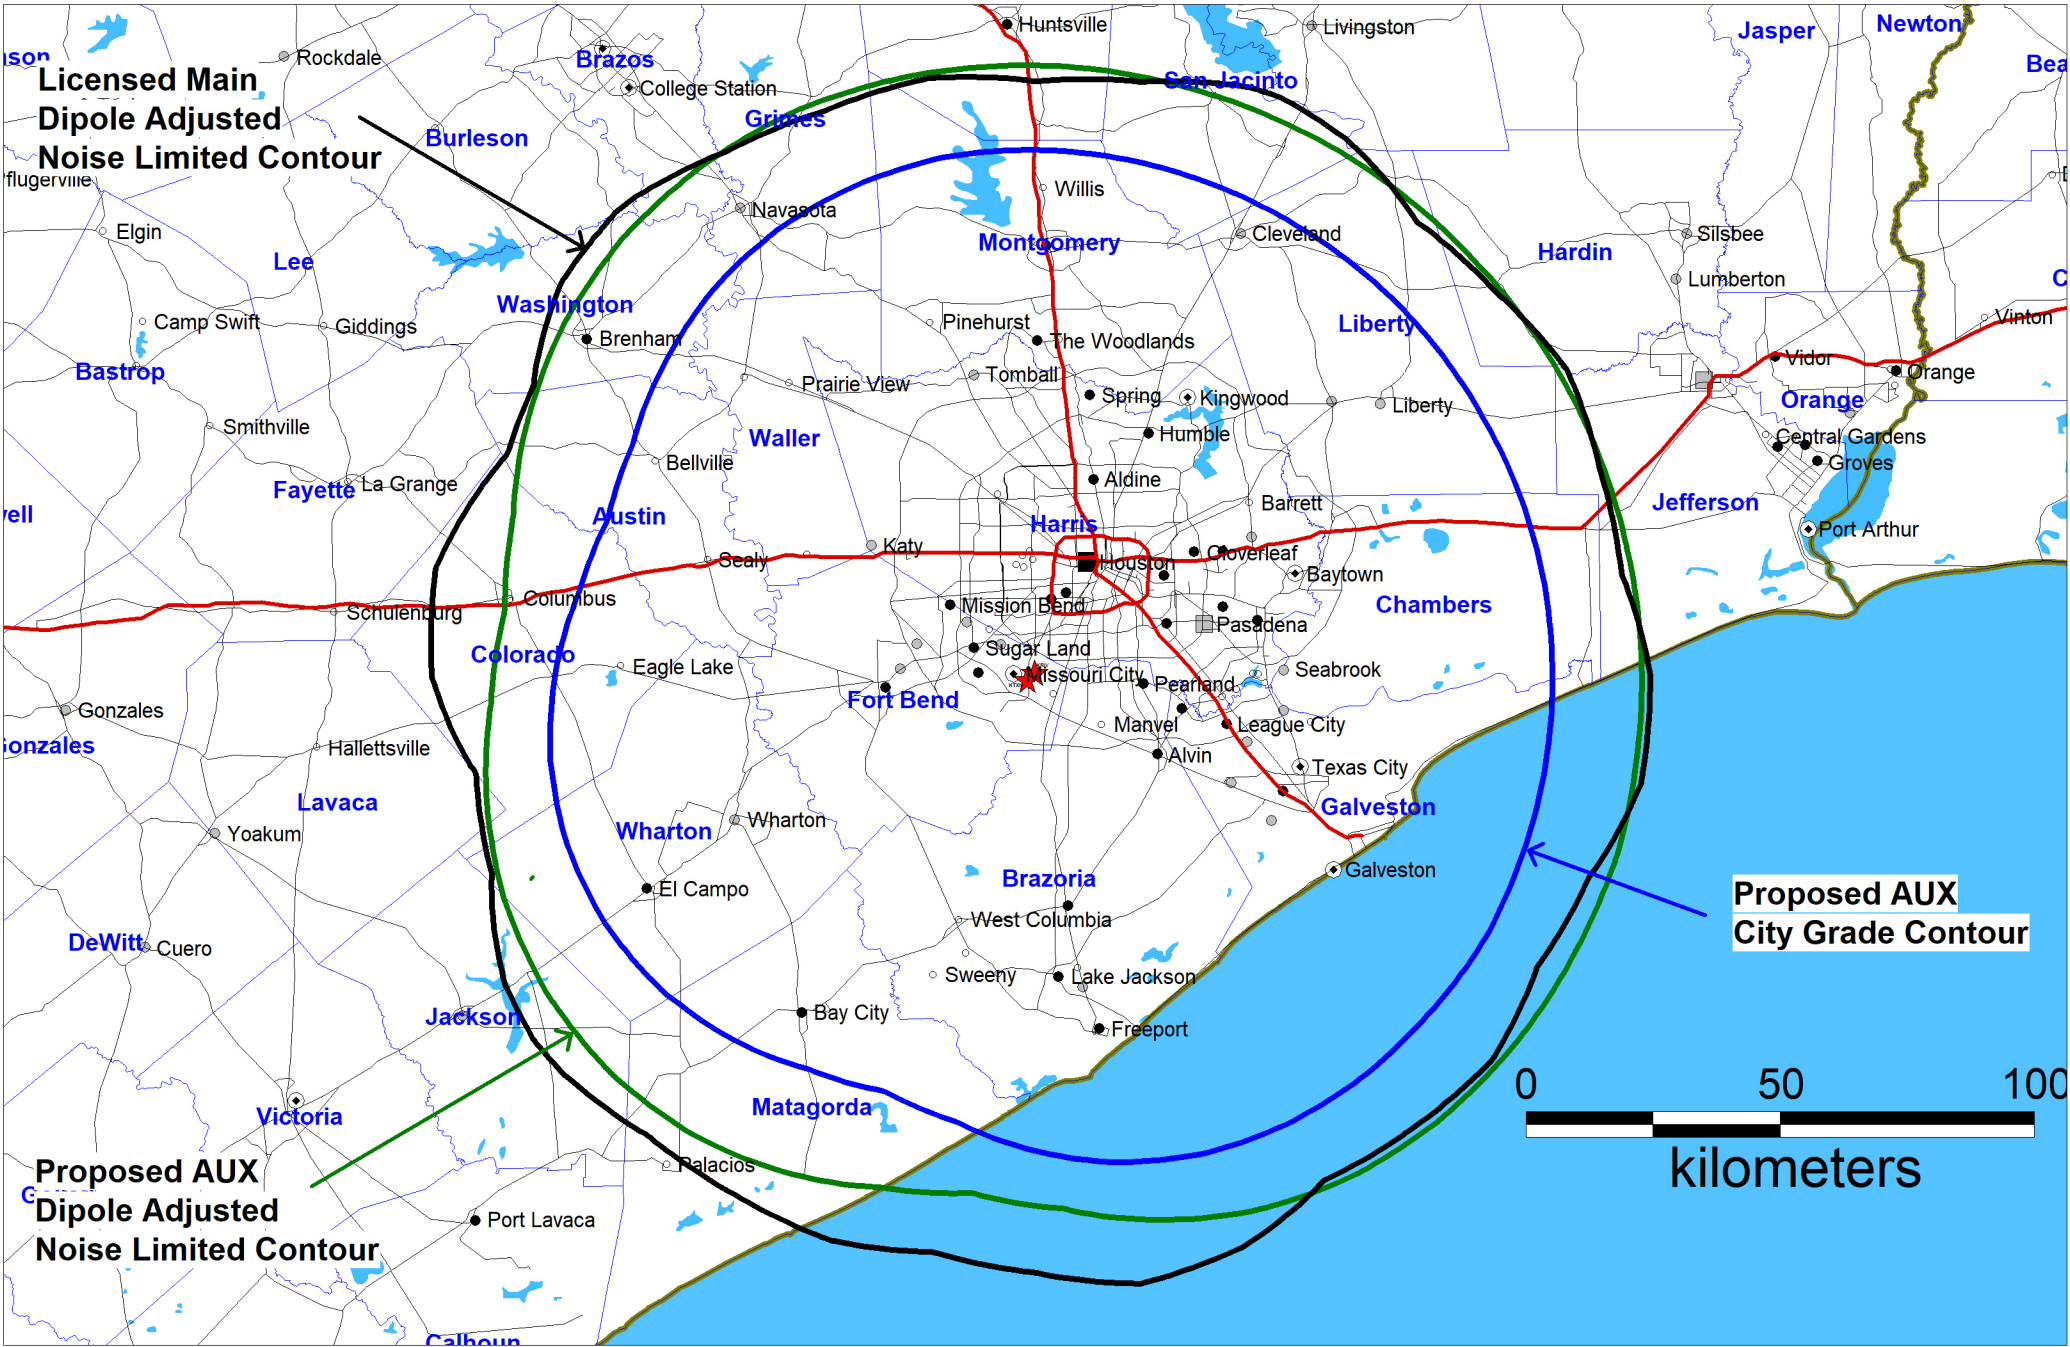 Huntsville
Livingston
Jasper
Newton
Rockdale
Brazos
San Jacinto
College Station
Licensed Main
Dipole Adjusted
Noise Limited Contour
Grimes
Burleson
Willis
Navasota
Elgin
Cleveland
Silsbee
Montgomery
Hardin
Lee
Lumberton
Washington
Camp Swift
Giddings
Pinehurst
Liberty
Vinton
Brenham
The Woodlands
Vidor
Bastrop
Tomball
Orange
Prairie View
Spring
Kingwood
Liberty
Orange
Smithville
Waller
Humble
Central Gardens
Bellville
Groves
Fayette
La Grange
Aldine
Barrett
Jefferson
Austin
Harris
Port Arthur
Katy
Cloverleaf
Sealy
Houston
Baytown
Columbus
Mission Bend
Chambers
Schulenburg
Pasadena
Colorado
Sugar Land
Eagle Lake
Missouri City
Seabrook
Pearland
Fort Bend
Gonzales
Manvel
League City
Hallettsville
Alvin
Texas City
Lavaca
Galveston
Yoakum
Wharton
Wharton
Galveston
Brazoria
El Campo
Proposed AUX
City Grade Contour
West Columbia
DeWitt
Cuero
Sweeny
Lake Jackson
Jackson
Bay City
Freeport
0 50 100
Victoria
Matagorda
kilometers
Palacios
Proposed AUX
Dipole Adjusted
Noise Limited Contour
Port Lavaca
Calhoun